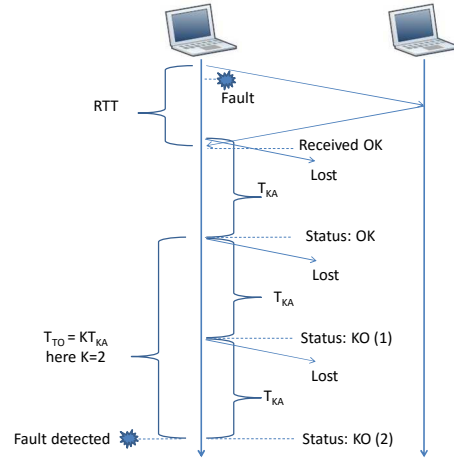 Fault
RTT
Received OK
Lost
T_KA
Status: OK
Lost
T_KA
T_TO = KT_KA
here K=2
Status: KO (1)
Lost
T_KA
Fault detected
Status: KO (2)